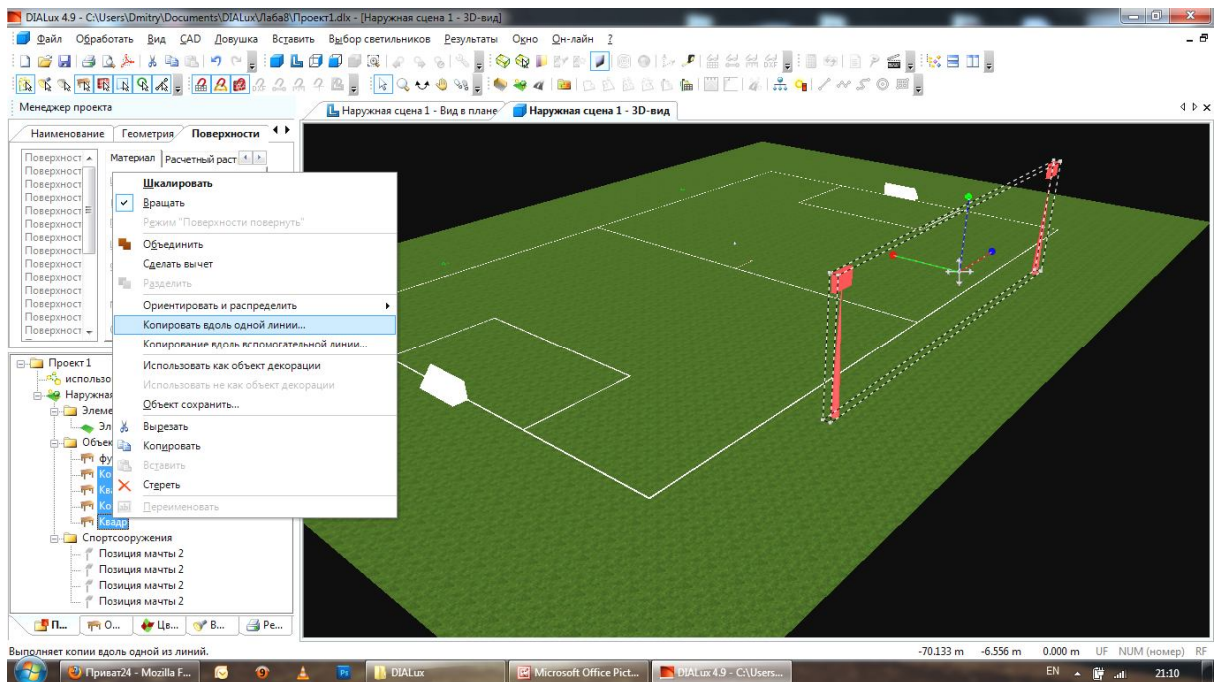 DIALux 4.9 - C:\Users\Dmitry\Documents\DIALux\Лаба8\Проект1.dlx - [Наружная сцена 1 - 3D-вид]
Файл Обработать Вид CAD Ловушка Вставить Выбор светильников Результаты Окно Он-лайн ?
Менеджер проекта
Наружная сцена 1 - Вид в плане Наружная сцена 1 - 3D-вид
Наименование Геометрия Поверхности
Поверхност Материал Расчетный раст
Поверхност
Поверхност
Поверхност
Поверхност
Поверхност
Поверхност
Поверхност
Поверхност
Поверхност
Поверхност
Поверхност
Поверхност
Поверхност
Шкалировать
Вращать
Режим "Поверхности повернуть"
Объединить
Сделать вычет
Разделить
Ориентировать и распределить
Копировать вдоль одной линии...
Копирование вдоль вспомогательной линии...
Использовать как объект декорации
Использовать не как объект декорации
Объект сохранить...
Вырезать
Копировать
Вставить
Стереть
Переименовать
Проект1
использо
Наружна
Элеме
Эл
Объек
фу
Ко
Ква
Ко
Квадр
Спортсооружения
Позиция мачты 2
Позиция мачты 2
Позиция мачты 2
Позиция мачты 2
П... О... Цв... В... Ре...
Выполняет копии вдоль одной из линий. -70.133 m -6.556 m 0.000 m UF NUM (номер) RF
Приват24 - Mozilla F... DIALux Microsoft Office Pict... DIALux 4.9 - C:\Users... EN 21:10